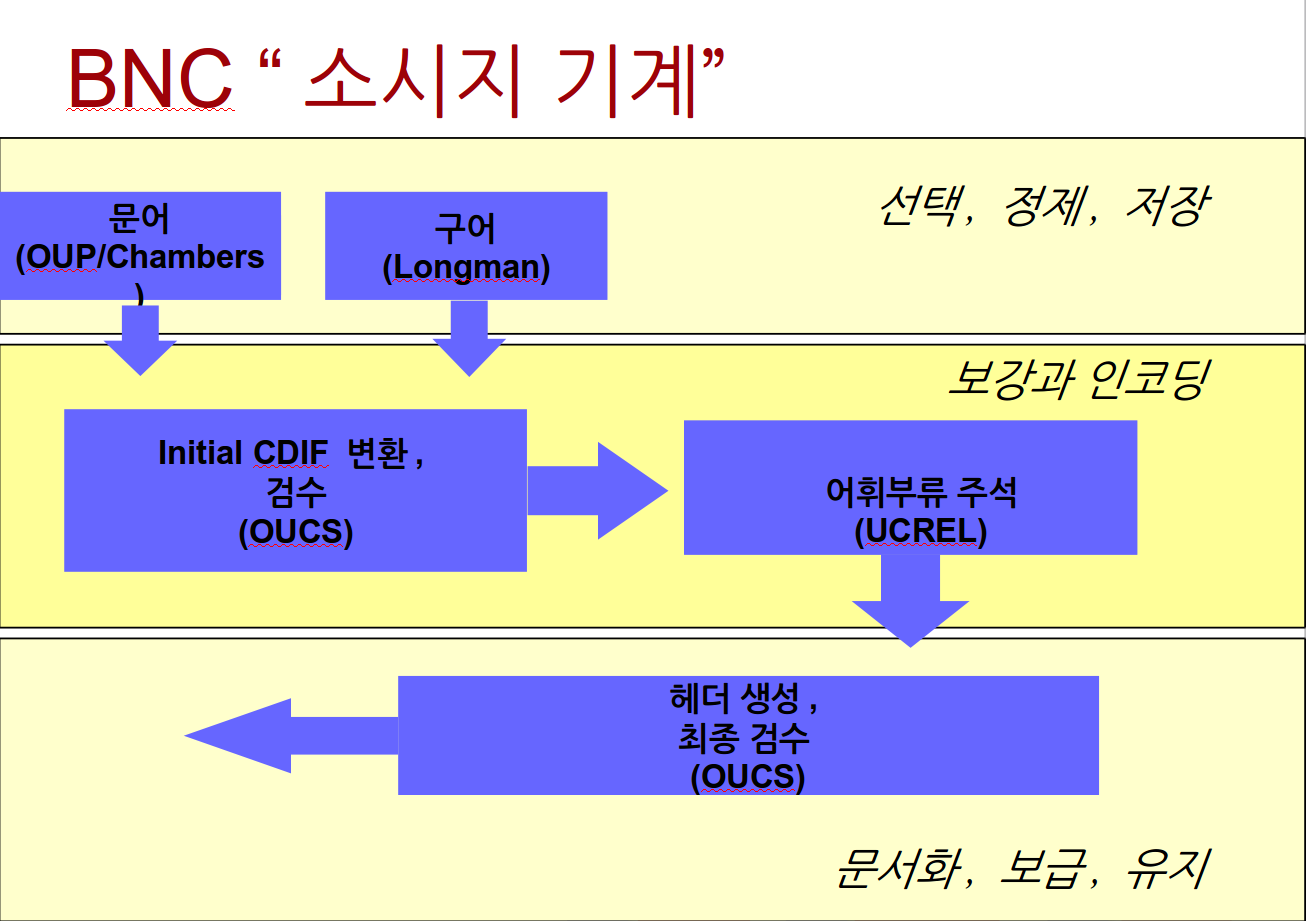 BNC “ 소시지 기계”
선택, 정제, 저장
문어
(OUP/Chambers
)
구어
(Longman)
보강과 인코딩
Initial CDIF 변환,
검수
(OUCS)
어휘부류 주석
(UCREL)
헤더 생성,
최종 검수
(OUCS)
문서화, 보급, 유지